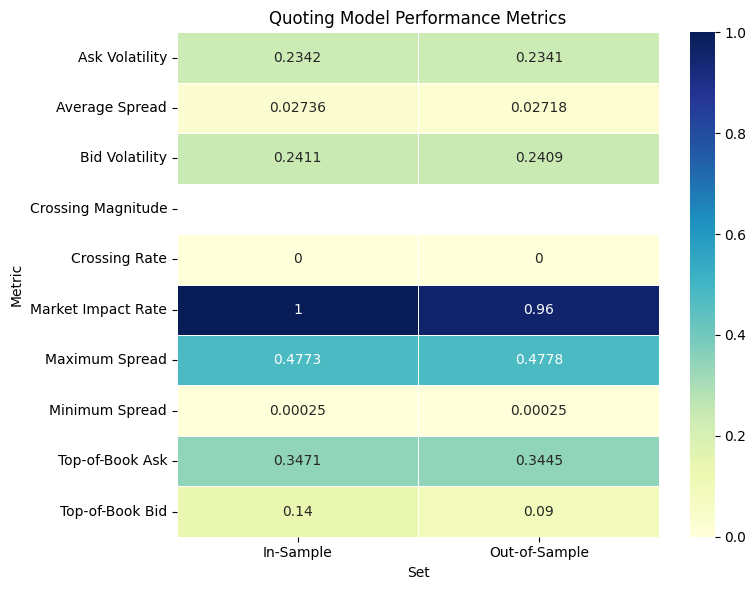 Quoting Model Performance Metrics
1.0
Ask Volatility 0.2342 0.2341
Average Spread 0.02736 0.02718
0.8
Bid Volatility 0.2411 0.2409
Crossing Magnitude
0.6
Crossing Rate 0 0
Metric
Market Impact Rate 1 0.96
0.4
Maximum Spread 0.4773 0.4778
Minimum Spread 0.00025 0.00025
0.2
Top-of-Book Ask 0.3471 0.3445
Top-of-Book Bid 0.14 0.09
0.0
In-Sample Out-of-Sample
Set